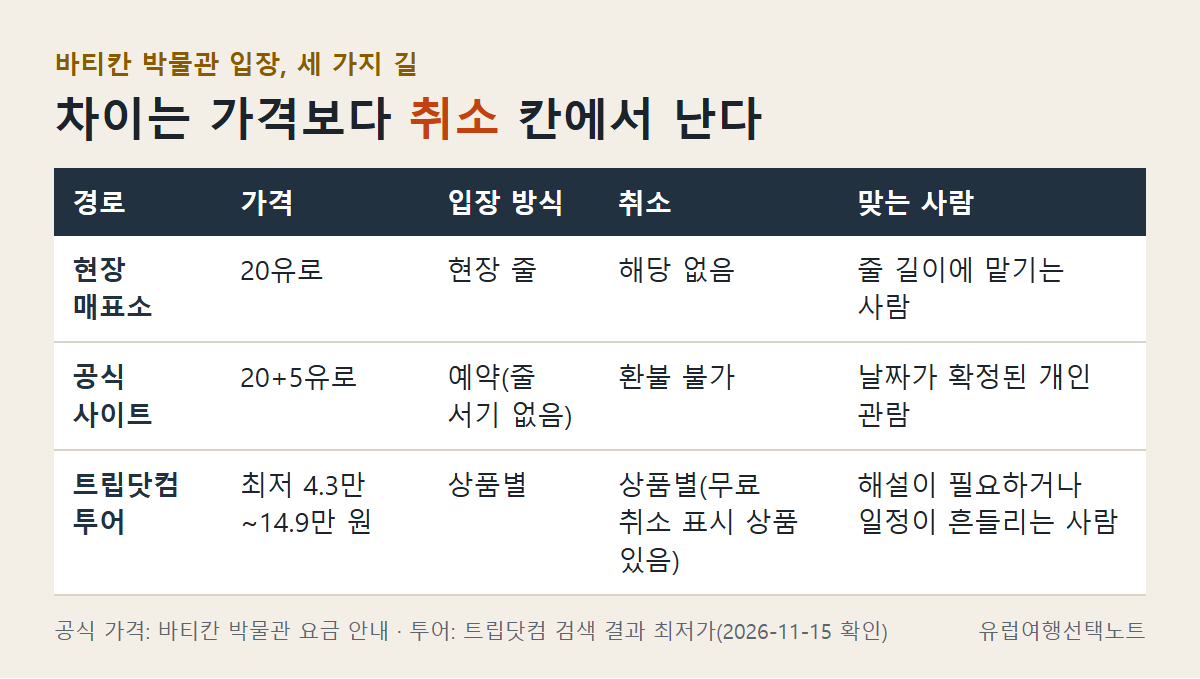 바티칸 박물관 입장, 세 가지 길
차이는 가격보다 취소 칸에서 난다
경로 가격 입장 방식 취소 맞는 사람
현장 20유로 현장 줄 해당 없음 줄 길이에 맡기는
매표소 사람
공식 20+5유로 예약(줄 환불 불가 날짜가 확정된 개인
사이트 서기 없음) 관람
트립닷컴 최저 4.3만 상품별 상품별(무료 해설이 필요하거나
투어 ~14.9만 원 취소 표시 상품 일정이 흔들리는 사람
있음)
공식 가격: 바티칸 박물관 요금 안내 · 투어: 트립닷컴 검색 결과 최저가(2026-11-15 확인) 유럽여행선택노트